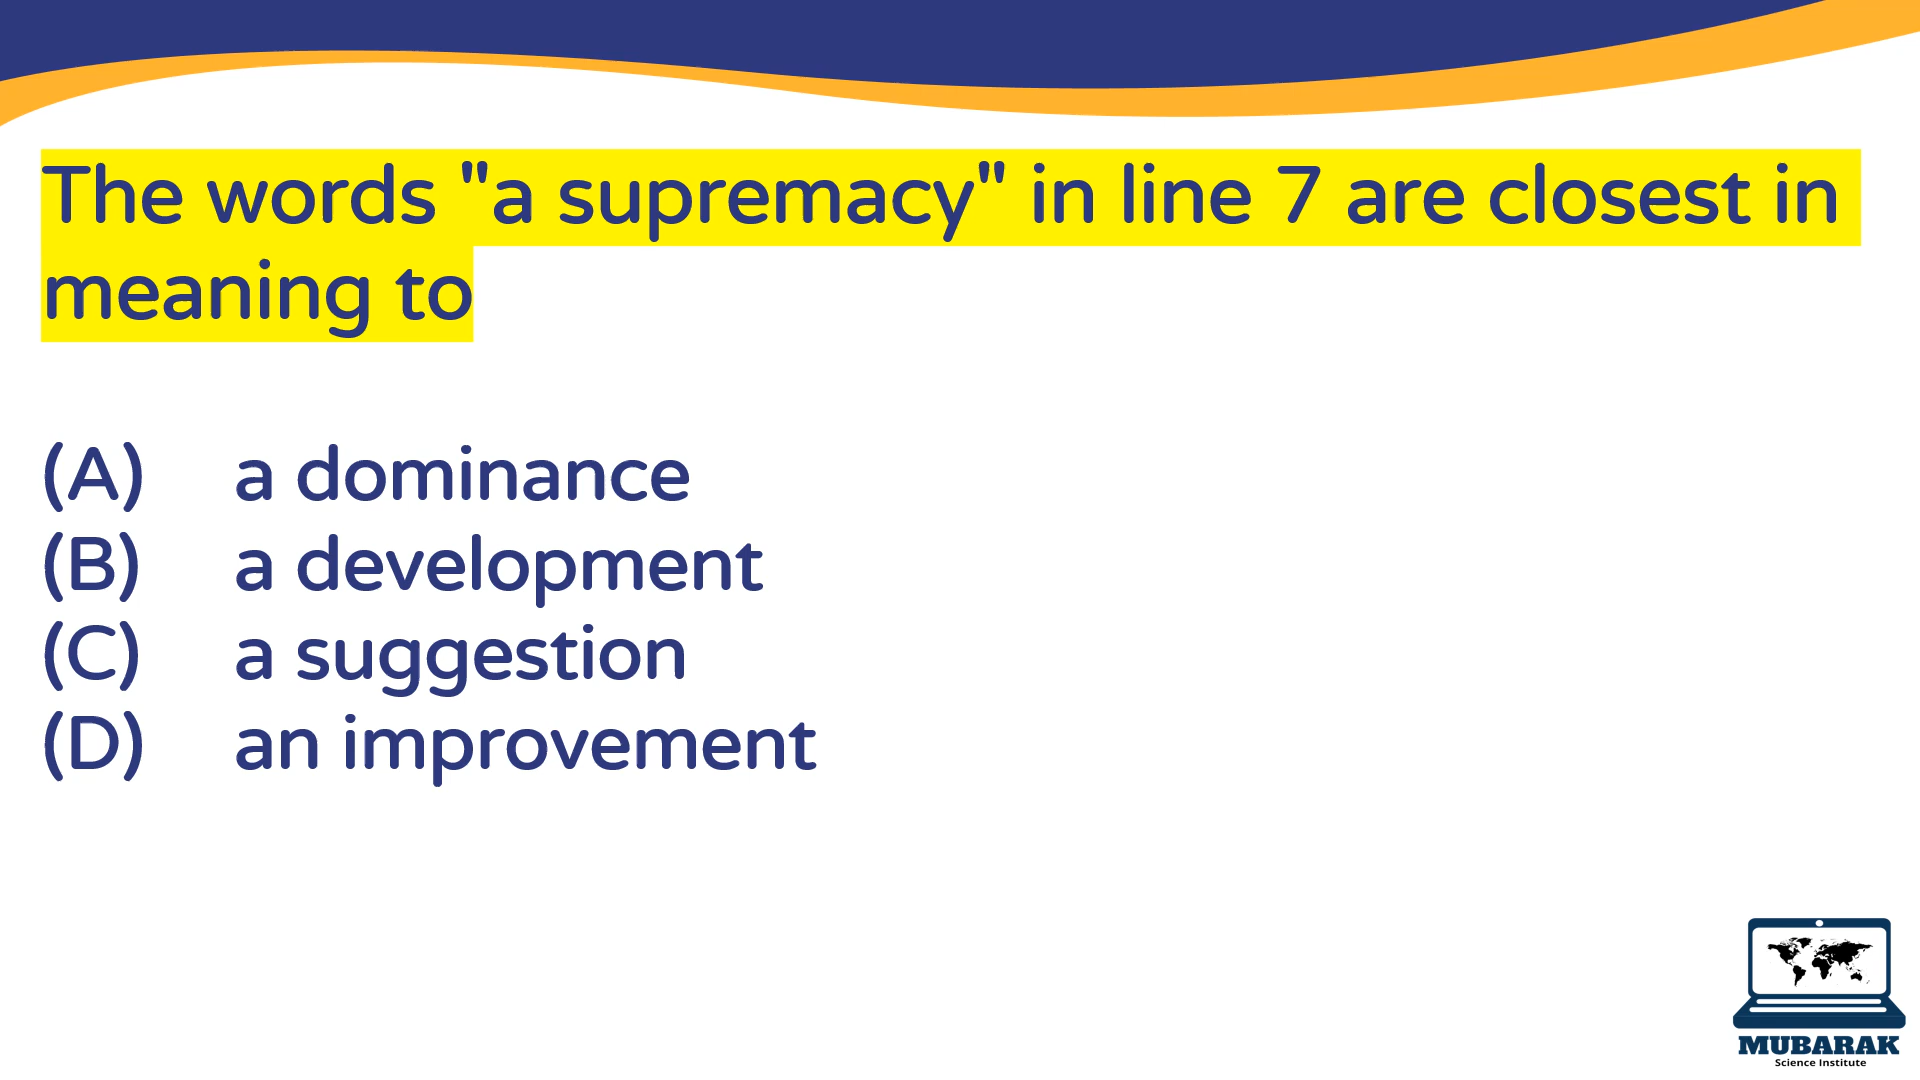 The words "a supremacy" in line 7 are closest in
meaning to
(A) a dominance
(B) a development
(C) a suggestion
(D) an improvement
MUBARAK
Science Institute